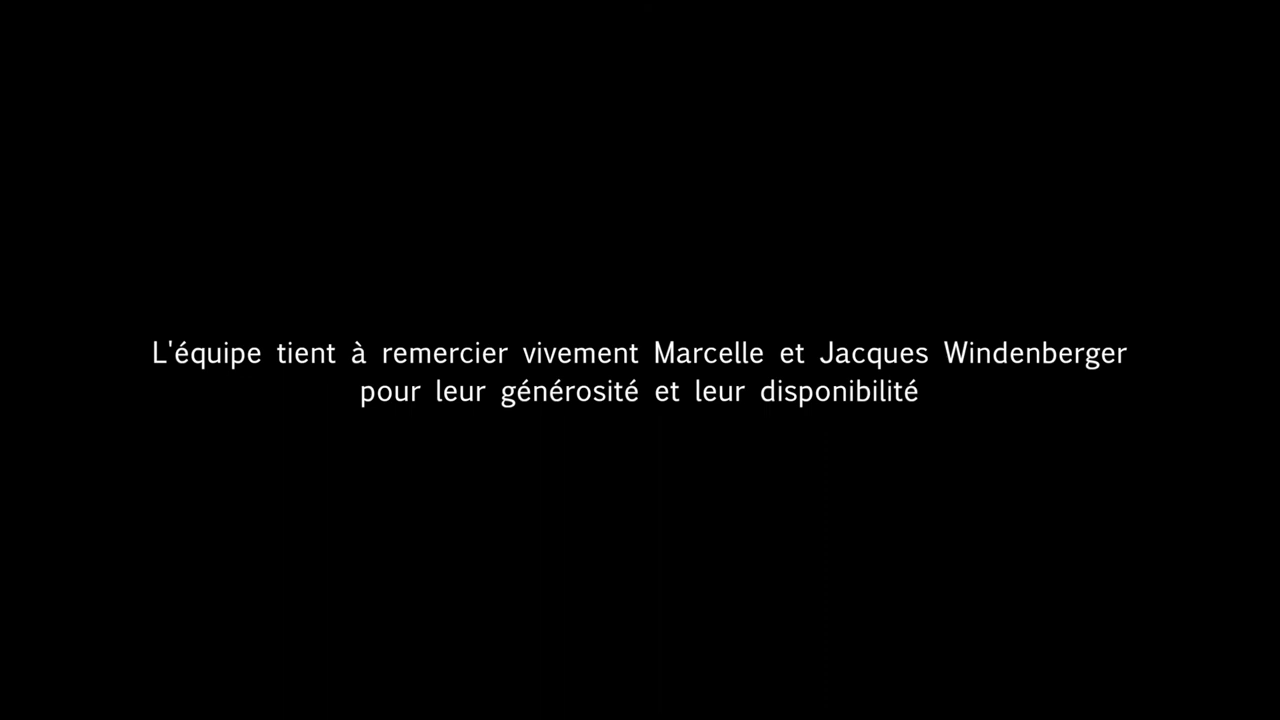 L'équipe tient à remercier vivement Marcelle et Jacques Windenberger
pour leur générosité et leur disponibilité